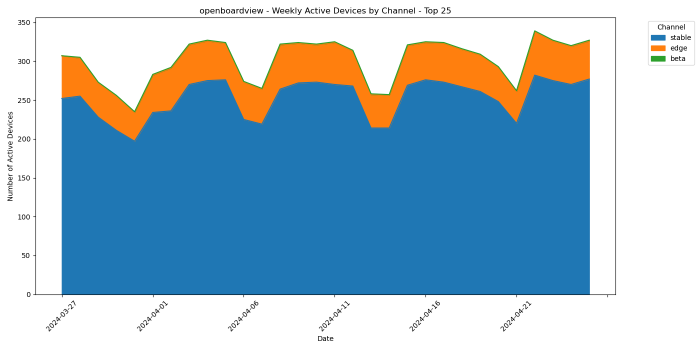 openboardview - Weekly Active Devices by Channel - Top 25
Channel
stable
edge
beta
Number of Active Devices
350
300
250
200
150
100
50
0
2024-03-27
2024-04-01
2024-04-06
2024-04-11
2024-04-16
2024-04-21
Date